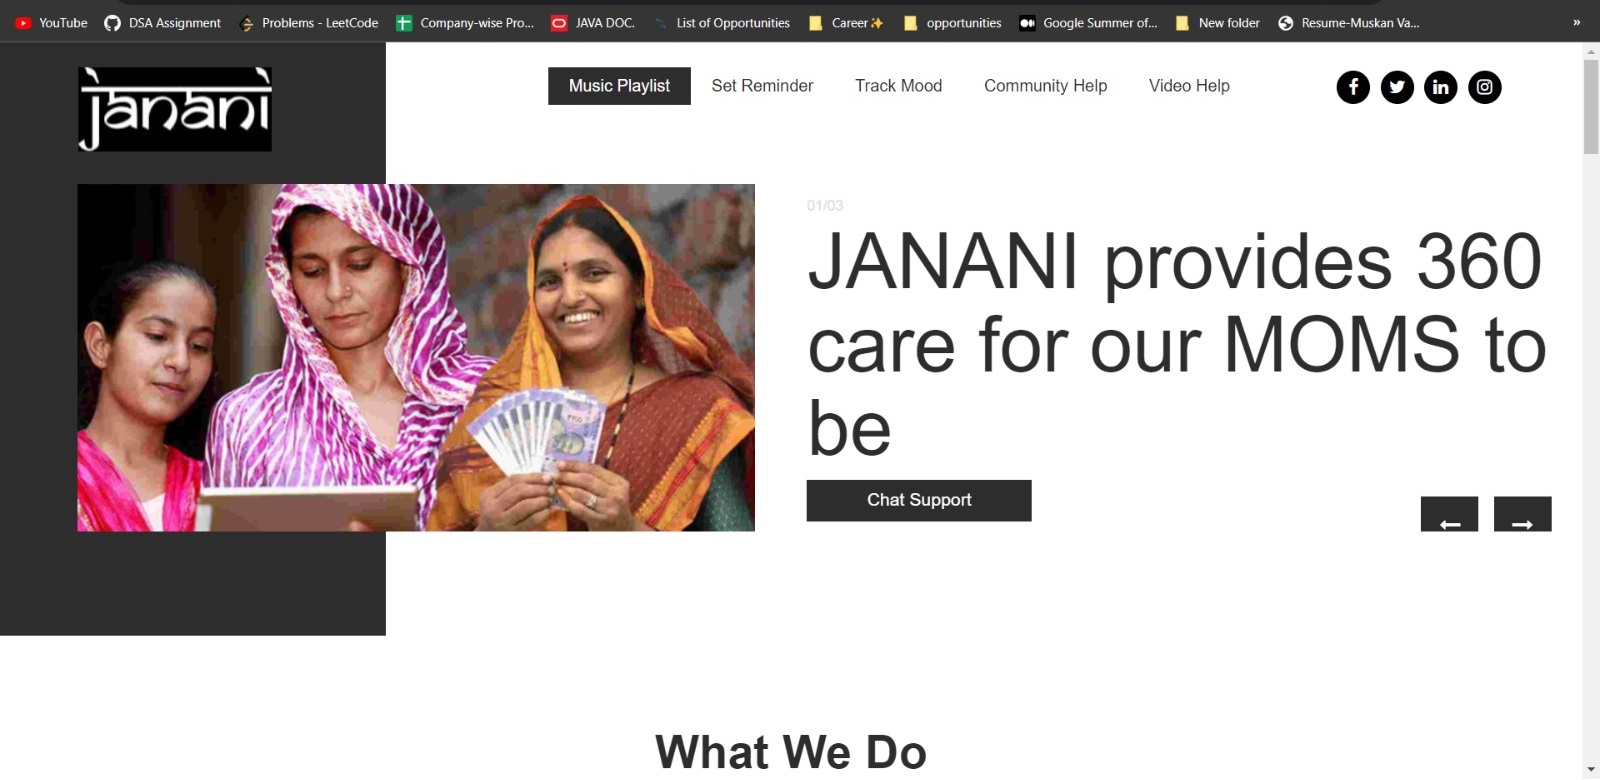 YouTube DSA Assignment Problems - LeetCode Company-wise Pro... JAVA DOC. List of Opportunities Career✨ opportunities Google Summer of... New folder Resume-Muskan Va... »
janani
Music Playlist Set Reminder Track Mood Community Help Video Help
01/03
JANANI provides 360
care for our MOMS to
be
Chat Support
What We Do